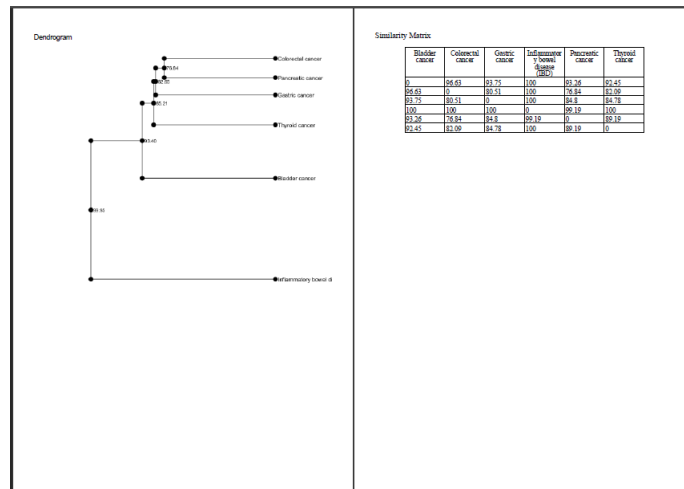 Dendrogram
Colorectal cancer
76.84
Pancreatic cancer
Gastric cancer
Thyroid cancer
Bladder cancer
Inflammatory bowel di
Similarity Matrix
Bladder cancer Colorectal cancer Gastric cancer Inflammator y bowel disease (IBD) Pancreatic cancer Thyroid cancer
0 96.63 93.75 100 93.26 92.45
96.63 0 80.51 100 76.84 82.09
93.75 80.51 0 100 84.8 84.78
100 100 100 0 99.19 100
93.26 76.84 84.8 99.19 0 89.19
92.45 82.09 84.78 100 89.19 0